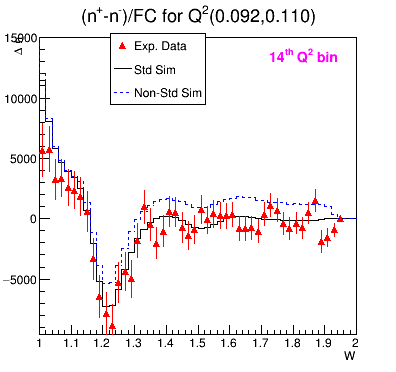 (n⁺-n⁻)/FC for Q²(0.092,0.110)
15000
Exp. Data
Std Sim
Non-Std Sim
14ᵗʰ Q² bin
10000
5000
0
−5000
1 1.1 1.2 1.3 1.4 1.5 1.6 1.7 1.8 1.9 2
W